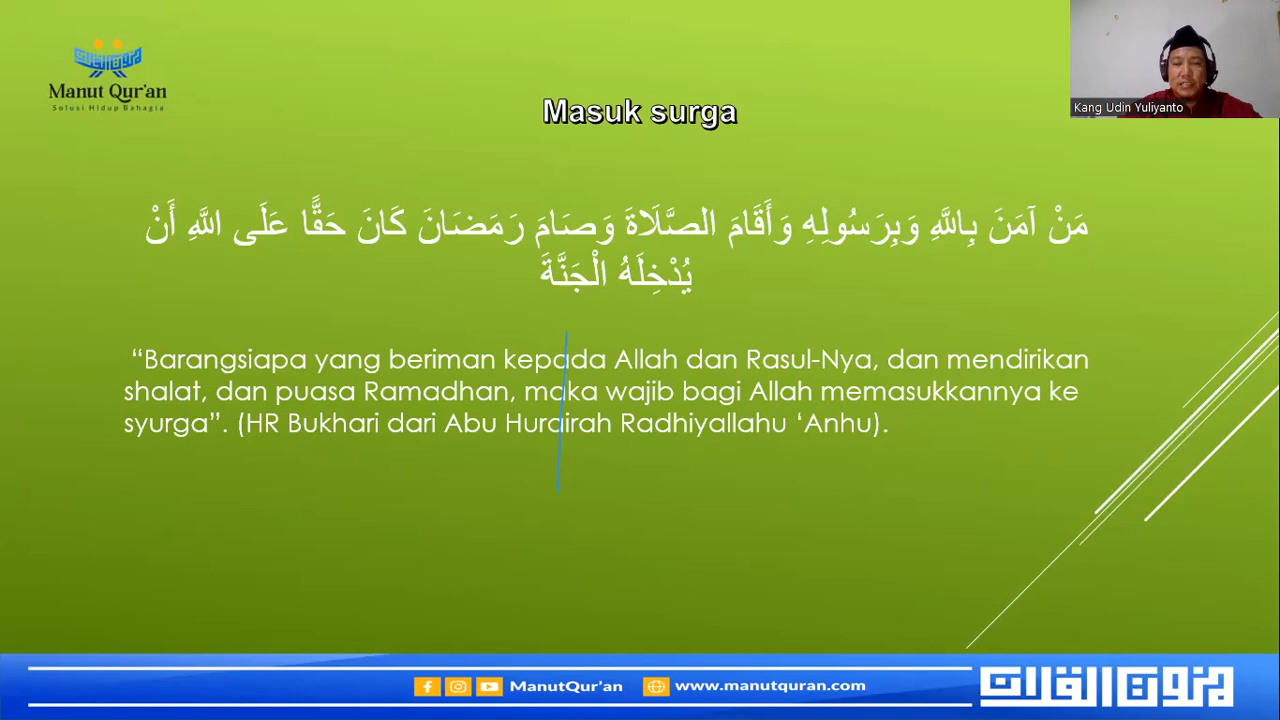 Manut Qur'an
Solusi Hidup Bahagia
Kang Udin Yuliyanto
Masuk surga
مَنْ آمَنَ بِاللَّهِ وَبِرَسُولِهِ وَأَقَامَ الصَّلَاةَ وَصَامَ رَمَضَانَ كَانَ حَقًّا عَلَى اللَّهِ أَنْ
يُدْخِلَهُ الْجَنَّةَ
“Barangsiapa yang beriman kepada Allah dan Rasul-Nya, dan mendirikan
shalat, dan puasa Ramadhan, maka wajib bagi Allah memasukkannya ke
syurga”. (HR Bukhari dari Abu Hurairah Radhiyallahu ‘Anhu).
ManutQur'an
www.manutquran.com